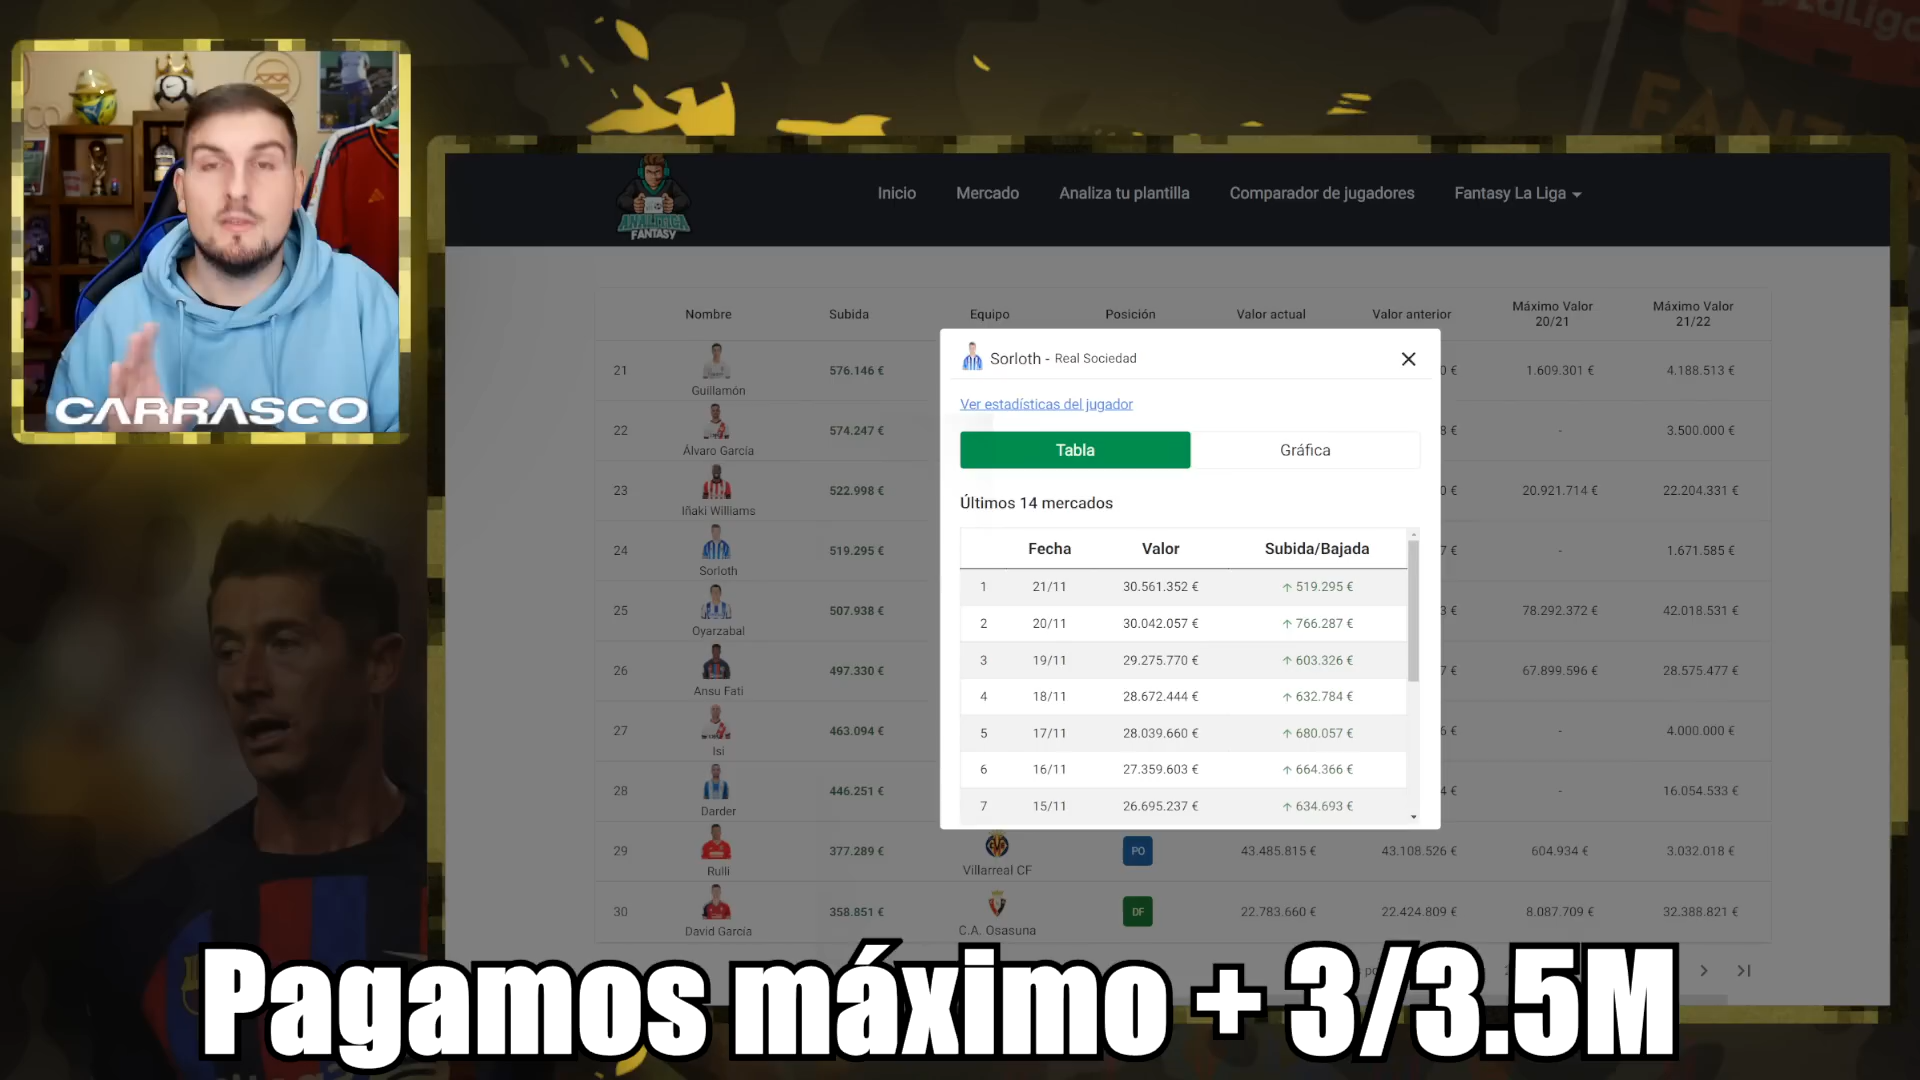 LaLiga
FANT
CARRASCO
ANALÍTICA
FANTASY
Inicio
Mercado
Analiza tu plantilla
Comparador de jugadores
Fantasy La Liga
Nombre
Subida
Equipo
Posición
Valor actual
Valor anterior
Máximo Valor
20/21
Máximo Valor
21/22
21
Guillamón
576.146 €
0 €
1.609.301 €
4.188.513 €
22
Álvaro García
574.247 €
8 €
-
3.500.000 €
23
Iñaki Williams
522.998 €
0 €
20.921.714 €
22.204.331 €
24
Sorloth
519.295 €
7 €
-
1.671.585 €
25
Oyarzabal
507.938 €
3 €
78.292.372 €
42.018.531 €
26
Ansu Fati
497.330 €
7 €
67.899.596 €
28.575.477 €
27
Isi
463.094 €
6 €
-
4.000.000 €
28
Darder
446.251 €
4 €
-
16.054.533 €
29
Rulli
377.289 €
Villarreal CF
PO
43.485.815 €
43.108.526 €
604.934 €
3.032.018 €
30
David García
358.851 €
C.A. Osasuna
DF
22.783.660 €
22.424.809 €
8.087.709 €
32.388.821 €
Sorloth - Real Sociedad
Ver estadísticas del jugador
Tabla
Gráfica
Últimos 14 mercados
Fecha Valor Subida/Bajada
1 21/11 30.561.352 € ↑ 519.295 €
2 20/11 30.042.057 € ↑ 766.287 €
3 19/11 29.275.770 € ↑ 603.326 €
4 18/11 28.672.444 € ↑ 632.784 €
5 17/11 28.039.660 € ↑ 680.057 €
6 16/11 27.359.603 € ↑ 664.366 €
7 15/11 26.695.237 € ↑ 634.693 €
Pagamos máximo + 3/3.5M